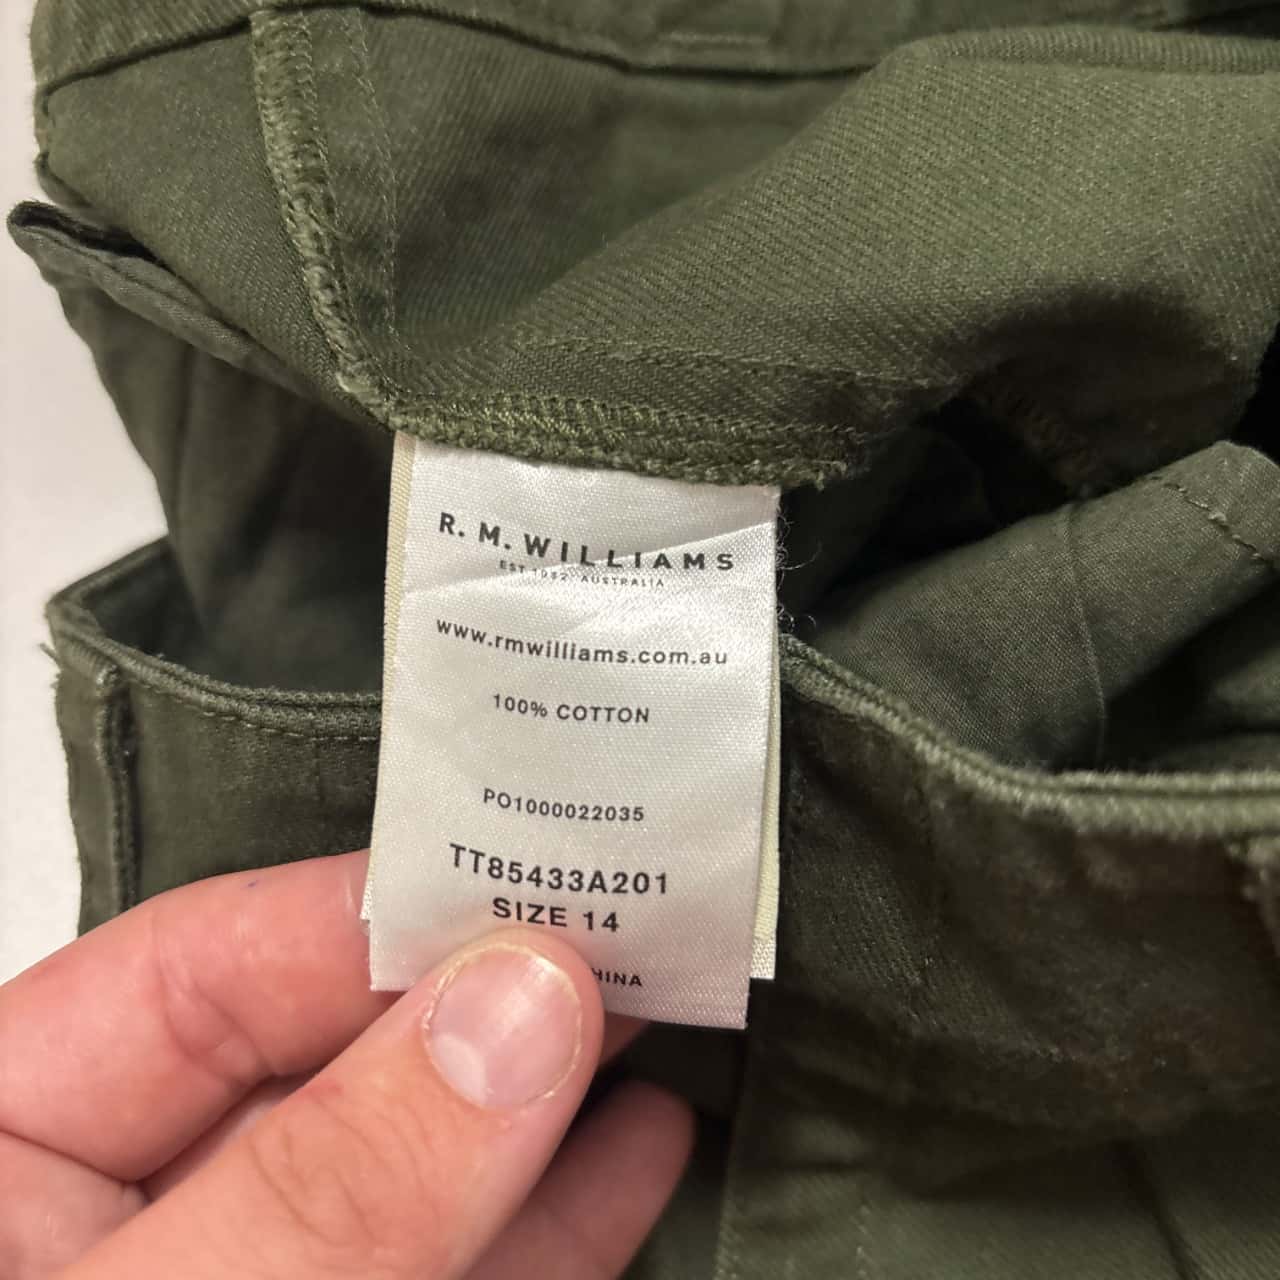 R. M. WILLIAMS
EST 1932 AUSTRALIA
www.rmwilliams.com.au
100% COTTON
PO1000022035
TT85433A201
SIZE 14